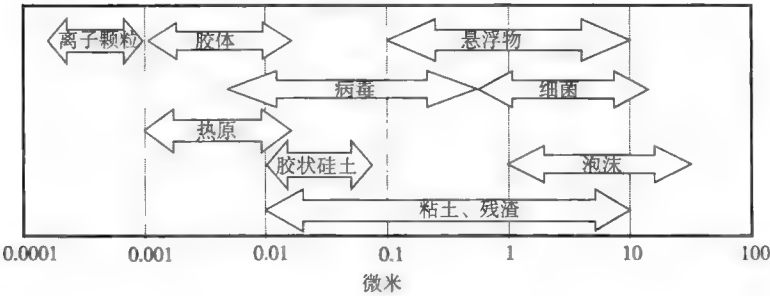 离子颗粒 胶体 悬浮物
病毒 细菌
热原
胶状硅土 泡沫
粘土、残渣
0.0001 0.001 0.01 0.1 1 10 100
微米